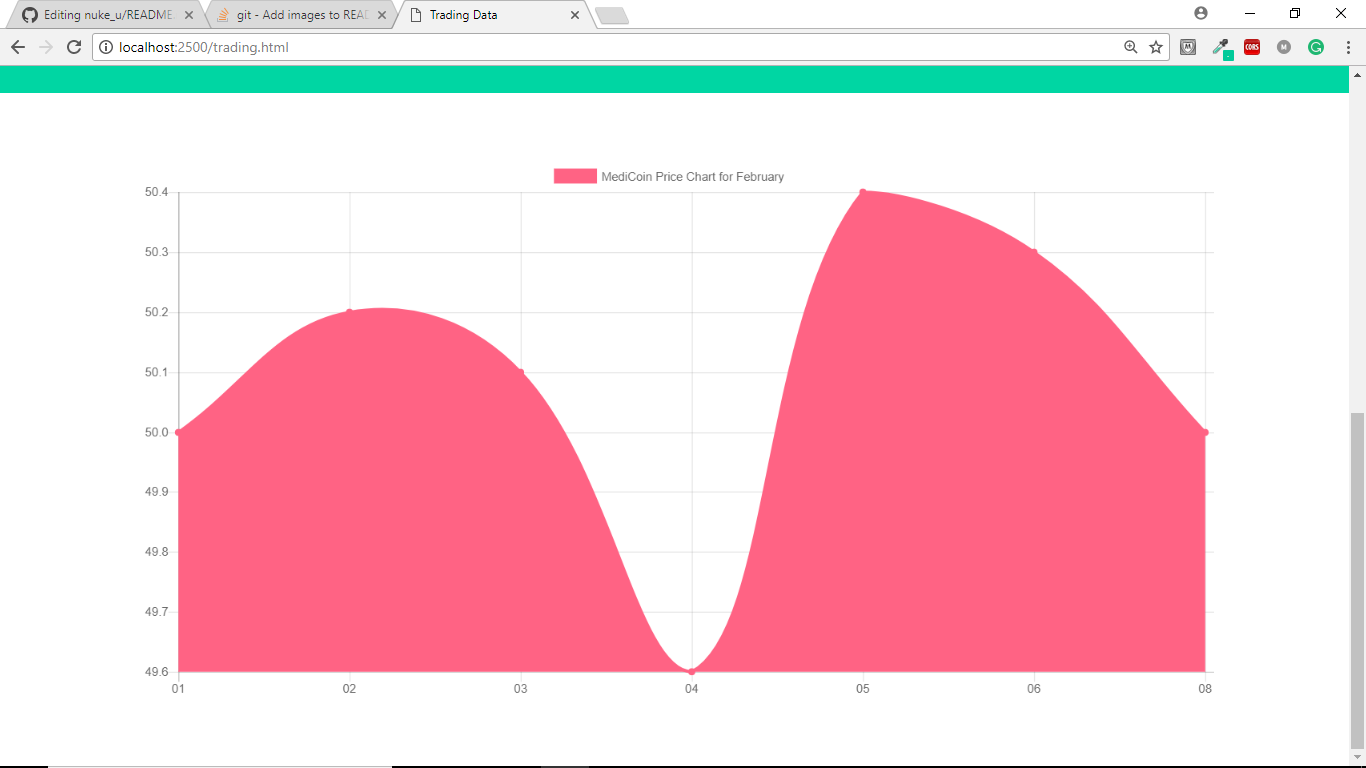 Editing nuke_u/README
git - Add images to READ
Trading Data
localhost:2500/trading.html
CORS
M
MediCoin Price Chart for February
50.4
50.3
50.2
50.1
50.0
49.9
49.8
49.7
49.6
01 02 03 04 05 06 08